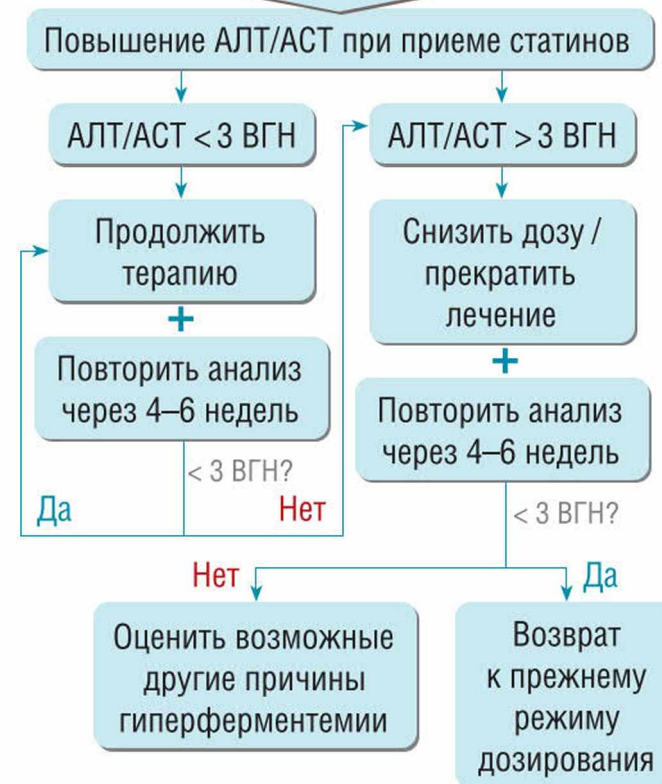 Повышение АЛТ/АСТ при приеме статинов
АЛТ/АСТ < 3 ВГН
АЛТ/АСТ > 3 ВГН
Продолжить
терапию
+
Повторить анализ
через 4–6 недель
< 3 ВГН?
Да
Нет
Снизить дозу /
прекратить
лечение
+
Повторить анализ
через 4–6 недель
< 3 ВГН?
Нет
Да
Оценить возможные
другие причины
гиперферментемии
Возврат
к прежнему
режиму
дозирования